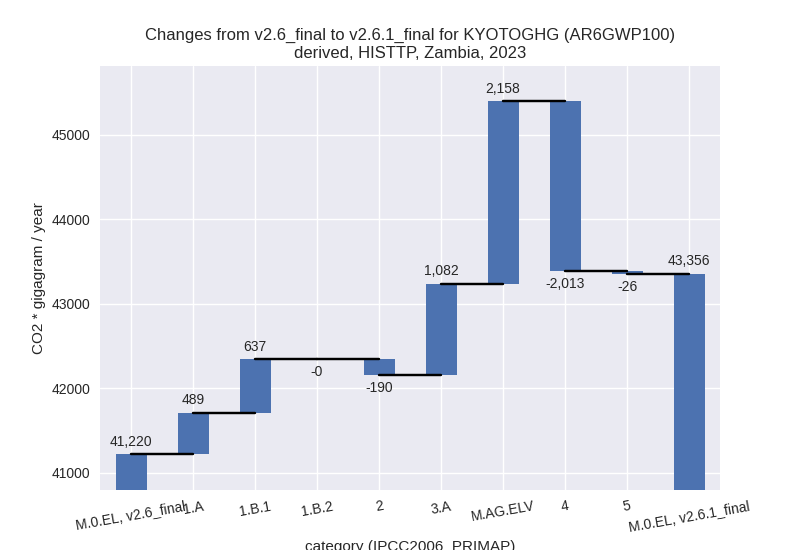 Changes from v2.6_final to v2.6.1_final for KYOTOGHG (AR6GWP100)
derived, HISTTP, Zambia, 2023
CO2 * gigagram / year
45000
44000
43000
42000
41000
41,220
489
637
-0
-190
1,082
2,158
-2,013
-26
43,356
M.0.EL, v2.6_final
1.A
1.B.1
1.B.2
2
3.A
M.AG.ELV
4
5
M.0.EL, v2.6.1_final
category (IPCC2006_PRIMAP)